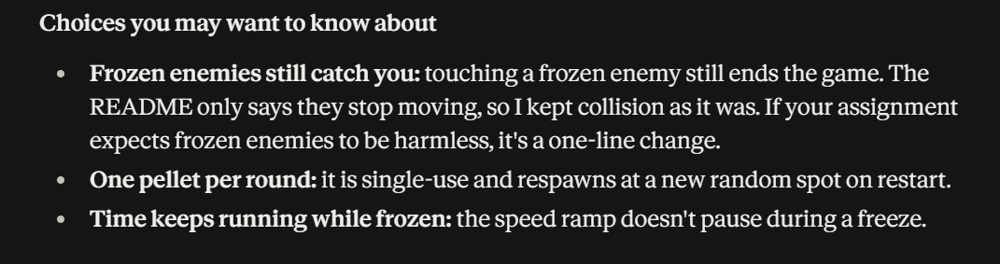 Choices you may want to know about
• Frozen enemies still catch you: touching a frozen enemy still ends the game. The
README only says they stop moving, so I kept collision as it was. If your assignment
expects frozen enemies to be harmless, it's a one-line change.
• One pellet per round: it is single-use and respawns at a new random spot on restart.
• Time keeps running while frozen: the speed ramp doesn't pause during a freeze.